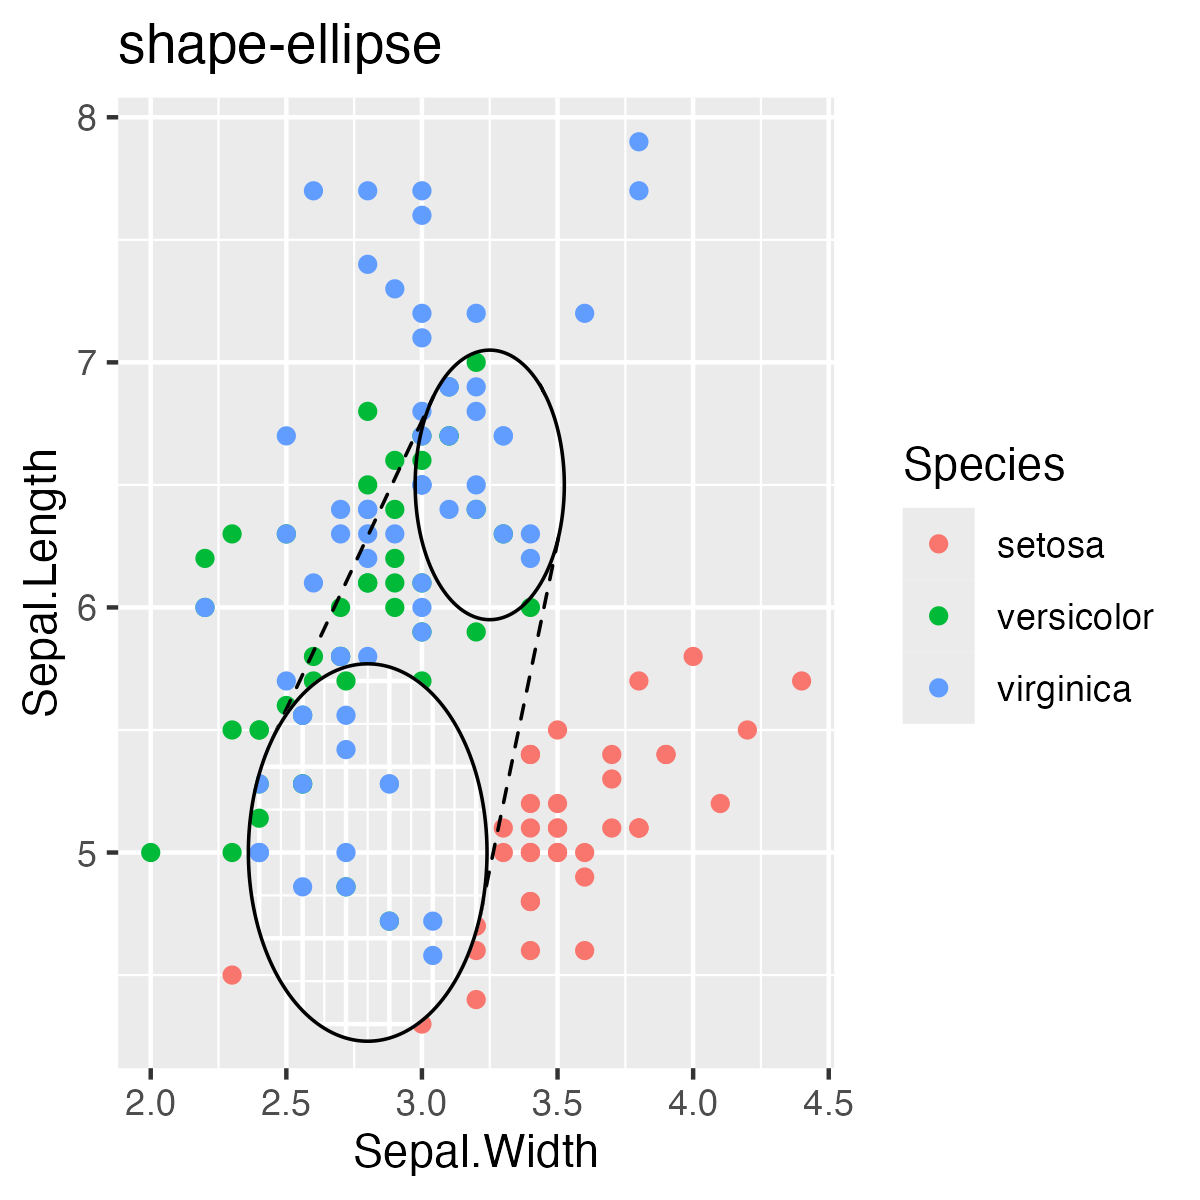 shape-ellipse
Sepal.Length
8
7
6
5
2.0 2.5 3.0 3.5 4.0 4.5
Sepal.Width
Species
setosa
versicolor
virginica